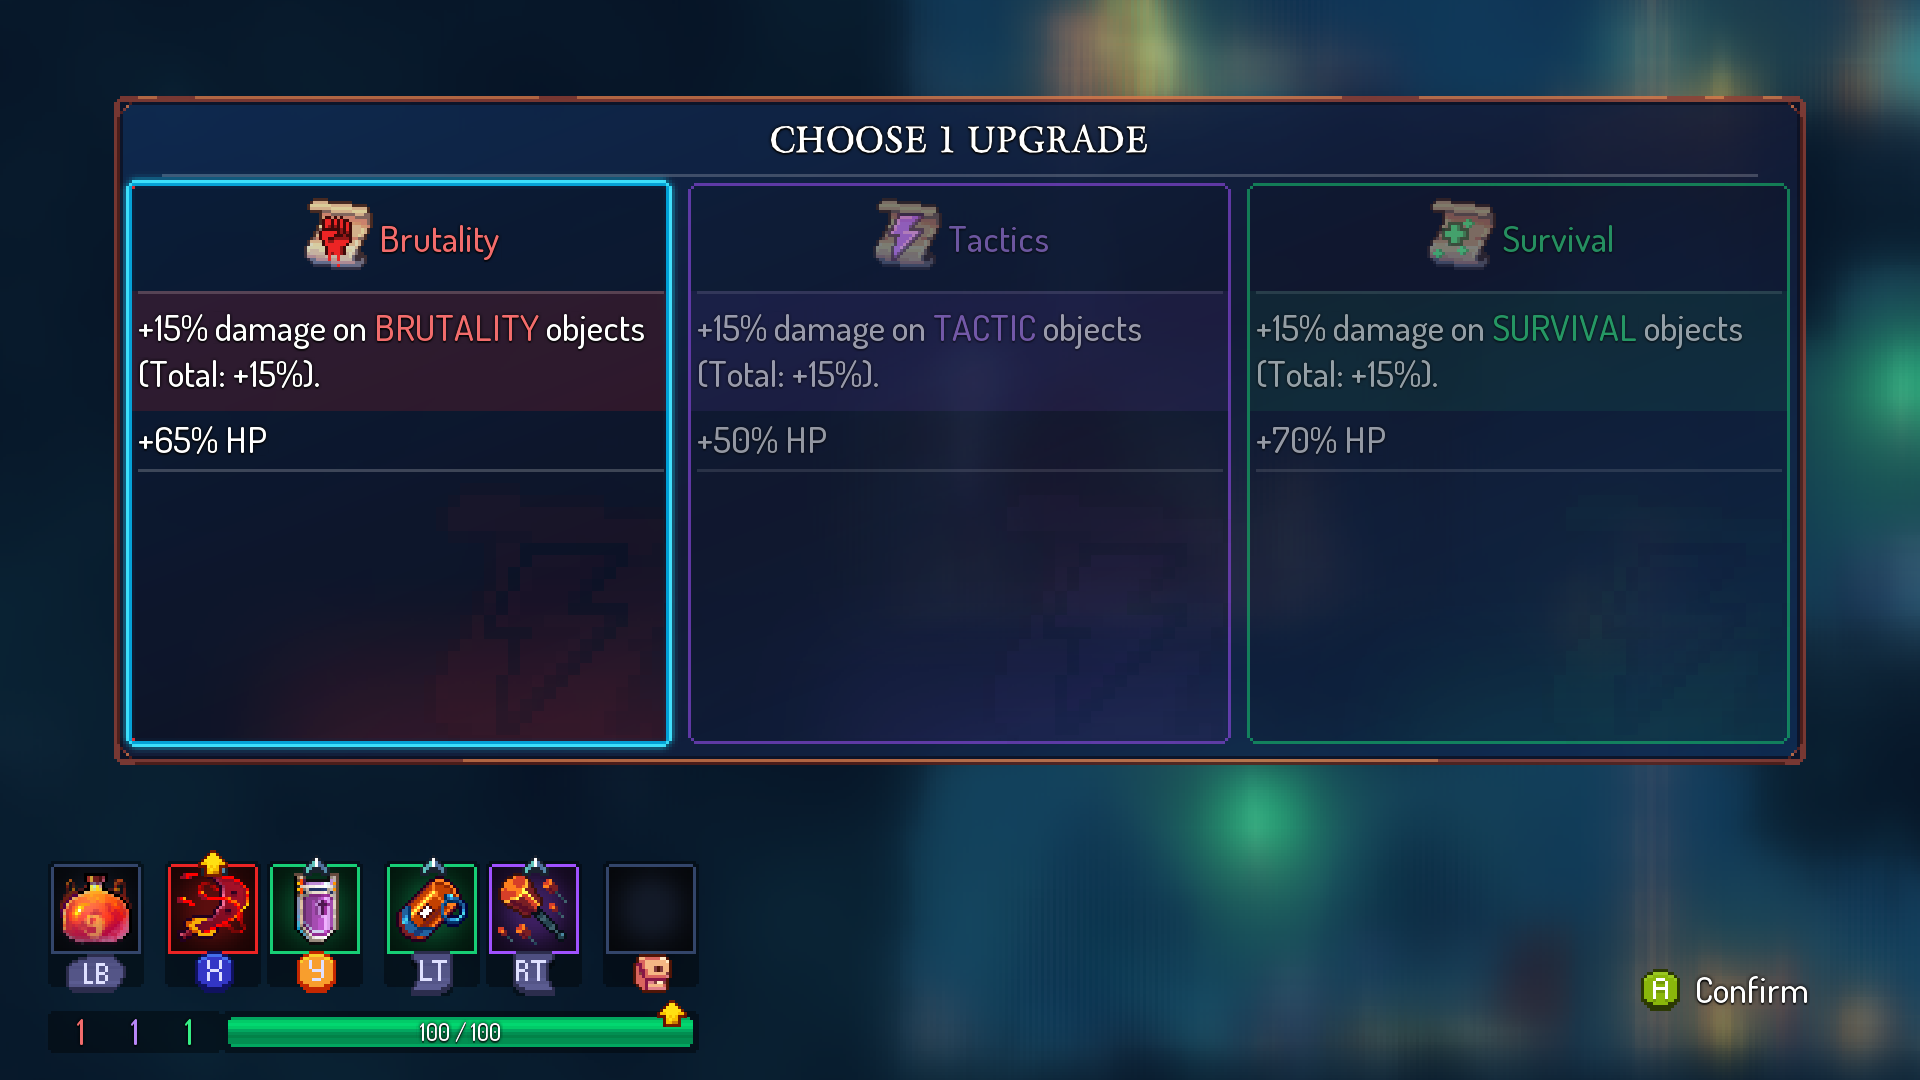 CHOOSE 1 UPGRADE
Brutality
+15% damage on BRUTALITY objects
(Total: +15%).
+65% HP
Tactics
+15% damage on TACTIC objects
(Total: +15%).
+50% HP
Survival
+15% damage on SURVIVAL objects
(Total: +15%).
+70% HP
9
LB
X
Y
LT
RT
1 1 1
100 / 100
A Confirm